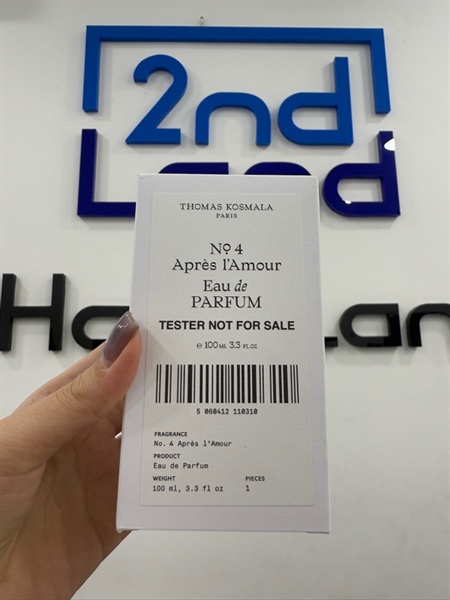 2nd
Land
THOMAS KOSMALA
PARIS
Nº 4
Après l'Amour
Eau de
PARFUM
TESTER NOT FOR SALE
e 100 ML 3.3 FL.OZ
5 060412 110310
FRAGRANCE
No. 4 Après l'Amour
PRODUCT
Eau de Parfum
WEIGHT PIECES
100 ml, 3.3 fl oz 1